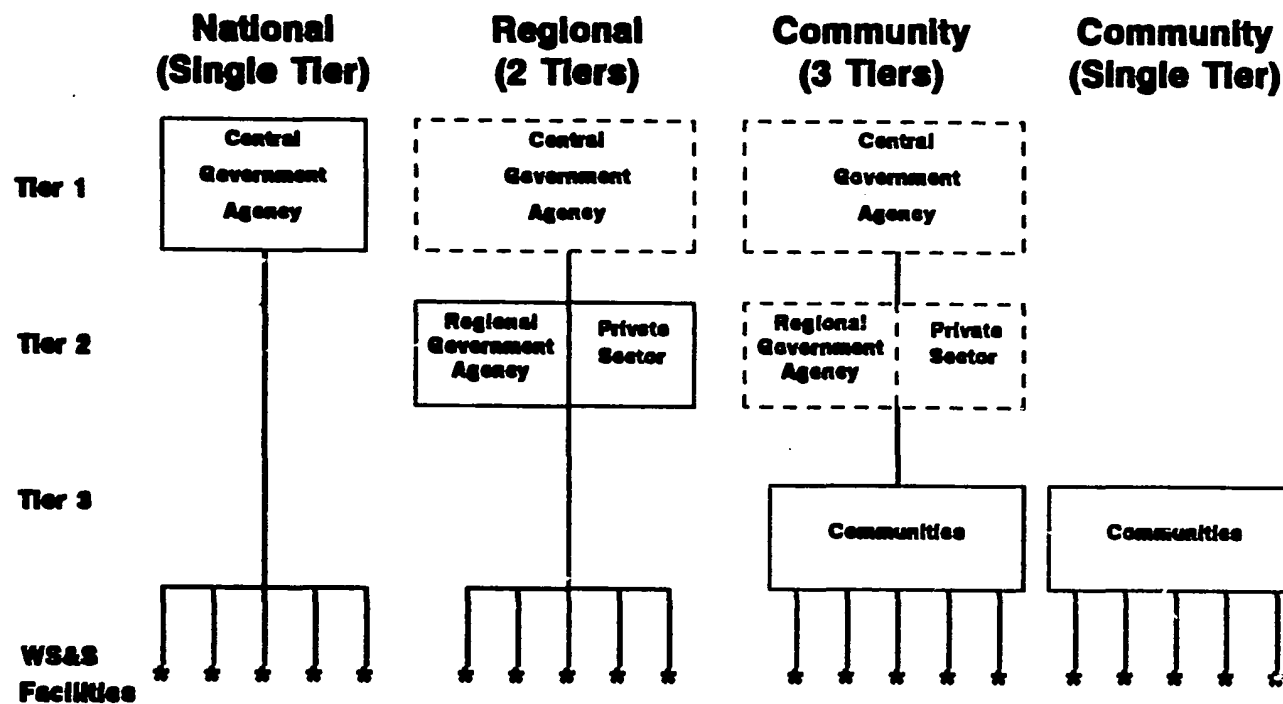 National
(Single Tier)
Regional
(2 Tiers)
Community
(3 Tiers)
Community
(Single Tier)
Tier 1
Central
Government
Agency
Central
Government
Agency
Central
Government
Agency
Tier 2
Regional
Government
Agency
Private
Sector
Regional
Government
Agency
Private
Sector
Tier 3
Communities
Communities
WS&S
Facilities
* * * * *
* * * * *
* * * * *
* * * * *